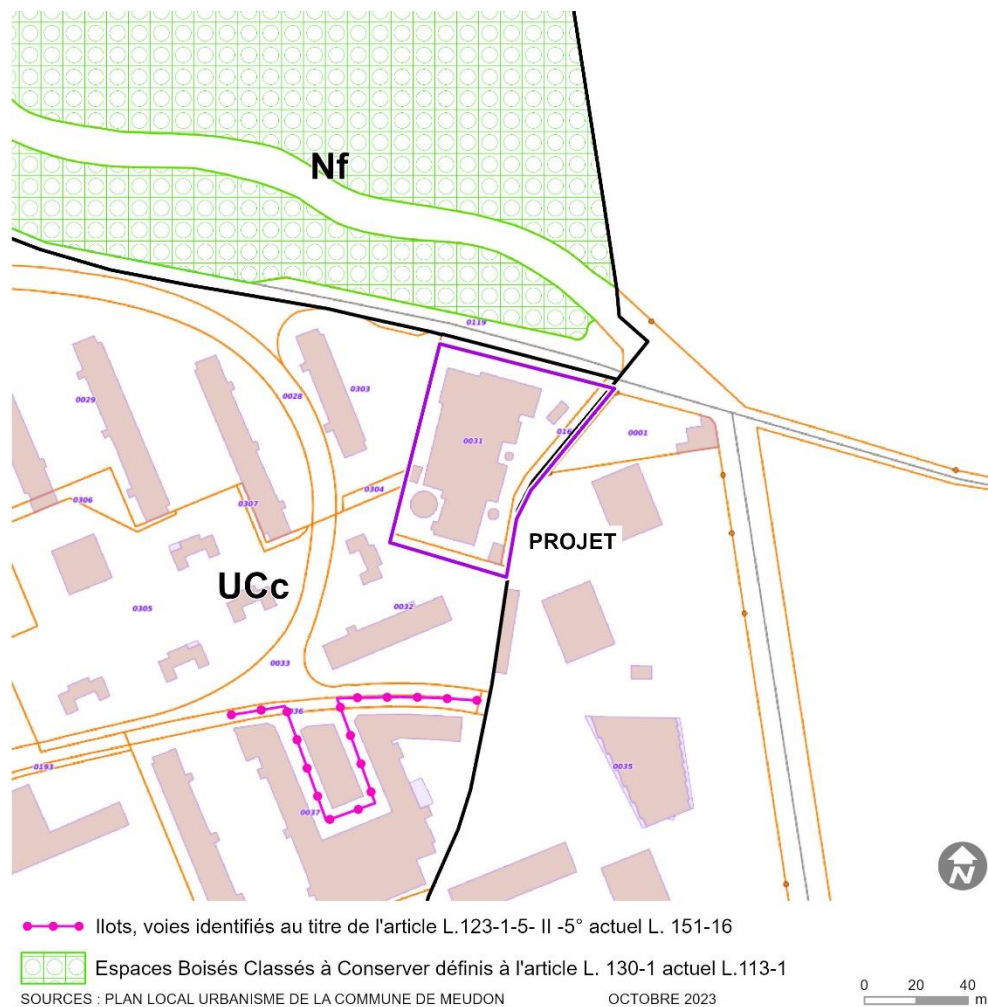 Nf
0119
0303
0029
0028
0031
016
0001
0304
0306
0307
PROJET
UCc
0305
0032
0033
0193
0037
0035
N
Ilots, voies identifiés au titre de l'article L.123-1-5- II -5° actuel L. 151-16
Espaces Boisés Classés à Conserver définis à l'article L. 130-1 actuel L.113-1
SOURCES : PLAN LOCAL URBANISME DE LA COMMUNE DE MEUDON OCTOBRE 2023
0 20 40
m